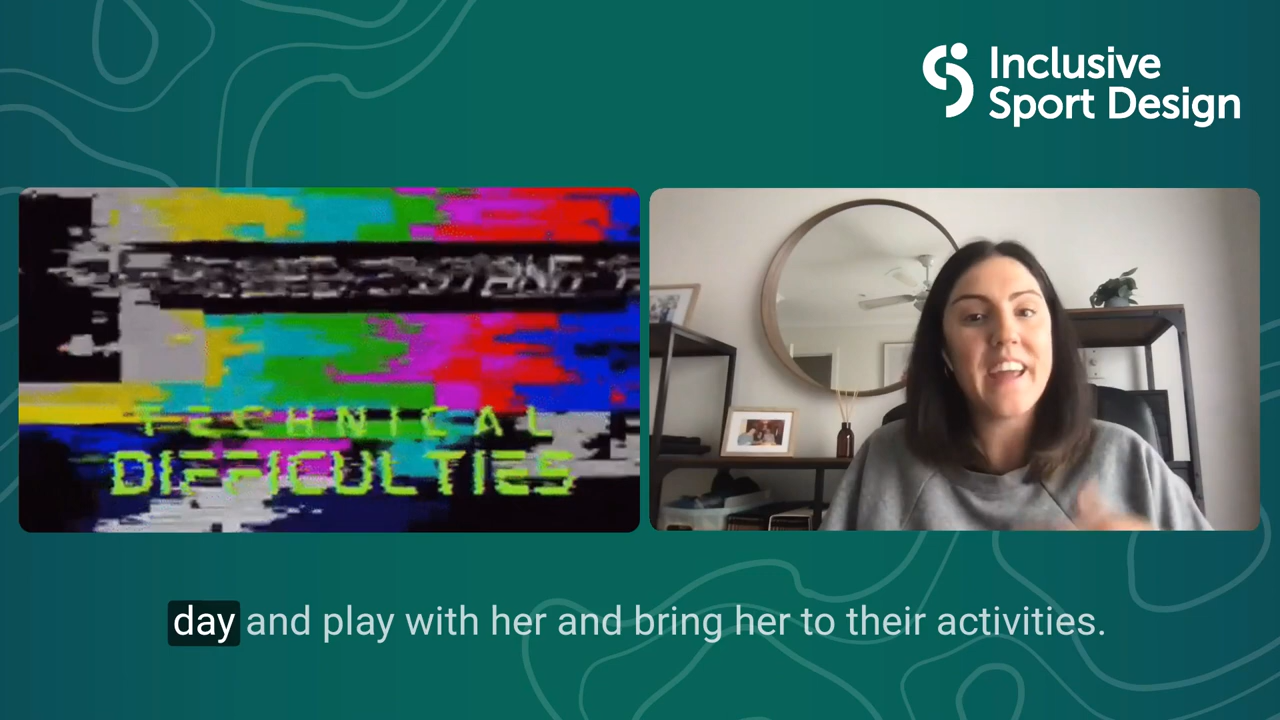 Inclusive
Sport Design
TECHNICAL
DIFFICULTIES
day and play with her and bring her to their activities.